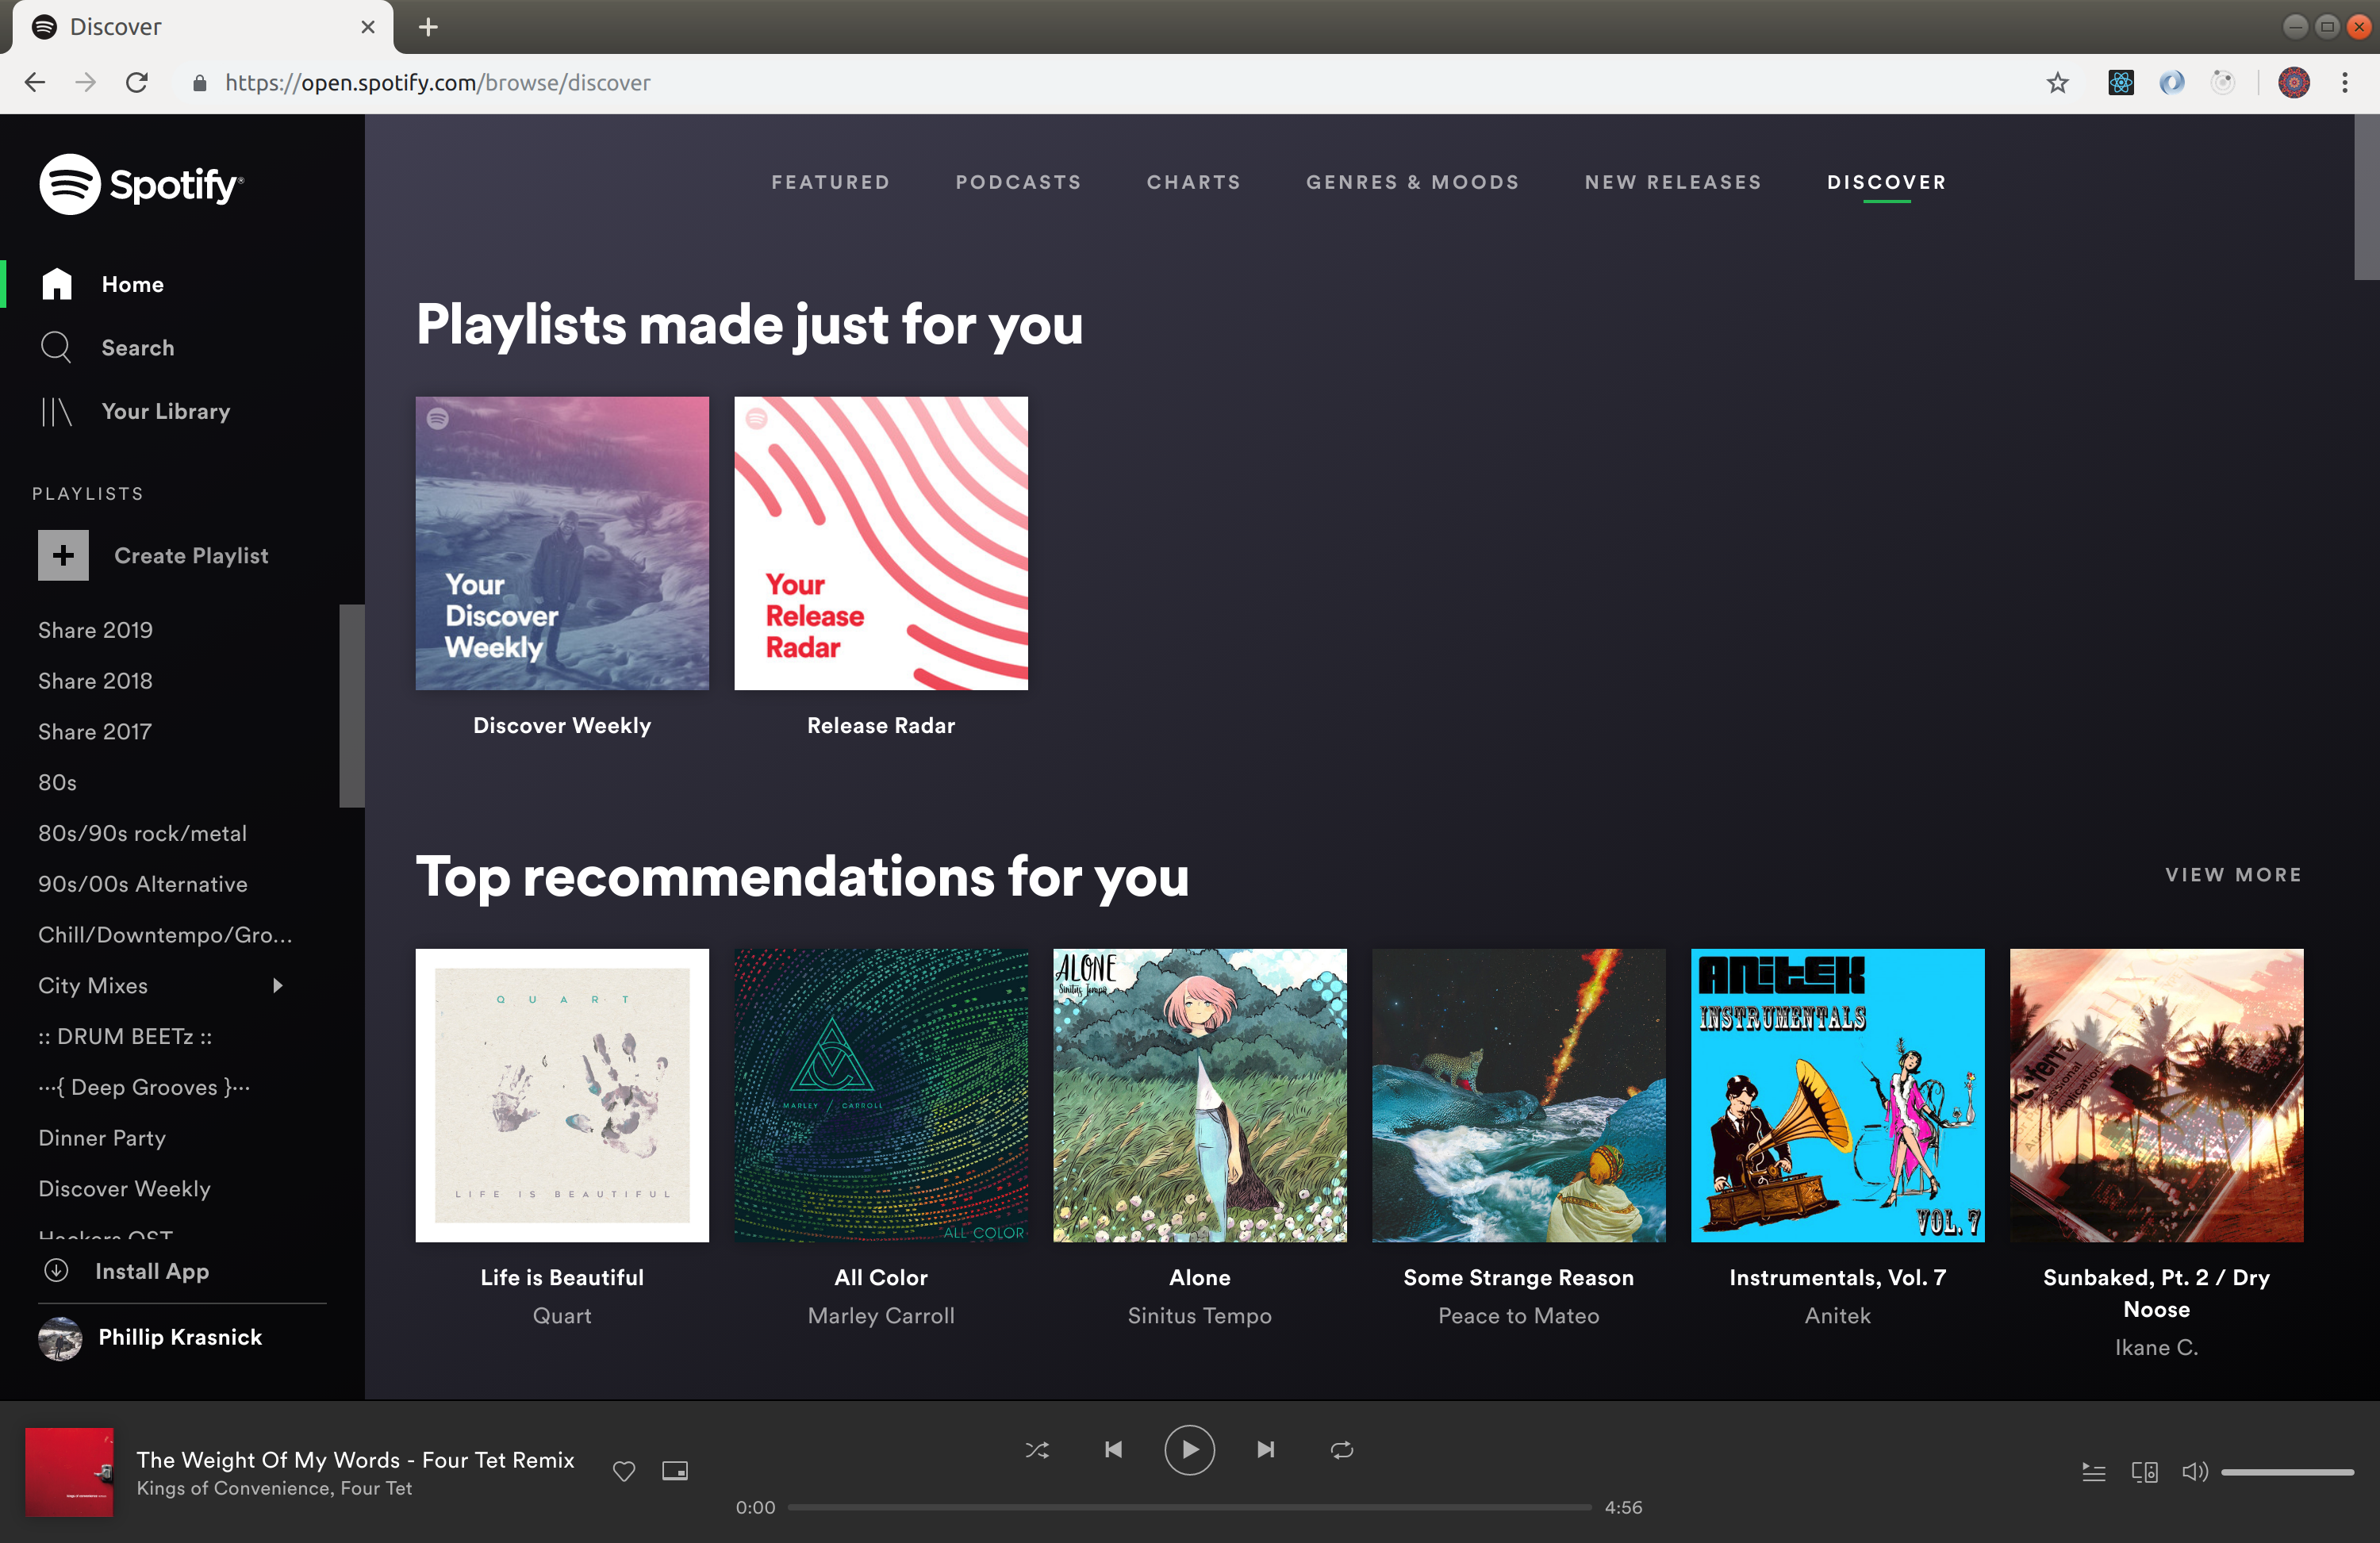 Discover
https://open.spotify.com/browse/discover
Spotify®
Home
Search
Your Library
PLAYLISTS
Create Playlist
Share 2019
Share 2018
Share 2017
80s
80s/90s rock/metal
90s/00s Alternative
Chill/Downtempo/Gro...
City Mixes
:: DRUM BEETz ::
···{ Deep Grooves }···
Dinner Party
Discover Weekly
Hackers OST
Install App
Phillip Krasnick
FEATURED PODCASTS CHARTS GENRES & MOODS NEW RELEASES DISCOVER
Playlists made just for you
Your
Discover
Weekly
Discover Weekly
Your
Release
Radar
Release Radar
Top recommendations for you
VIEW MORE
QUART
LIFE IS BEAUTIFUL
Life is Beautiful
Quart
MARLEY / CARROLL
ALL COLOR
All Color
Marley Carroll
ALONE
Sinitus Tempo
Alone
Sinitus Tempo
Some Strange Reason
Peace to Mateo
ANITEK
INSTRUMENTALS
VOL. 7
Instrumentals, Vol. 7
Anitek
Sunbaked, Pt. 2 / Dry
Noose
Ikane C.
The Weight Of My Words - Four Tet Remix
Kings of Convenience, Four Tet
0:00
4:56